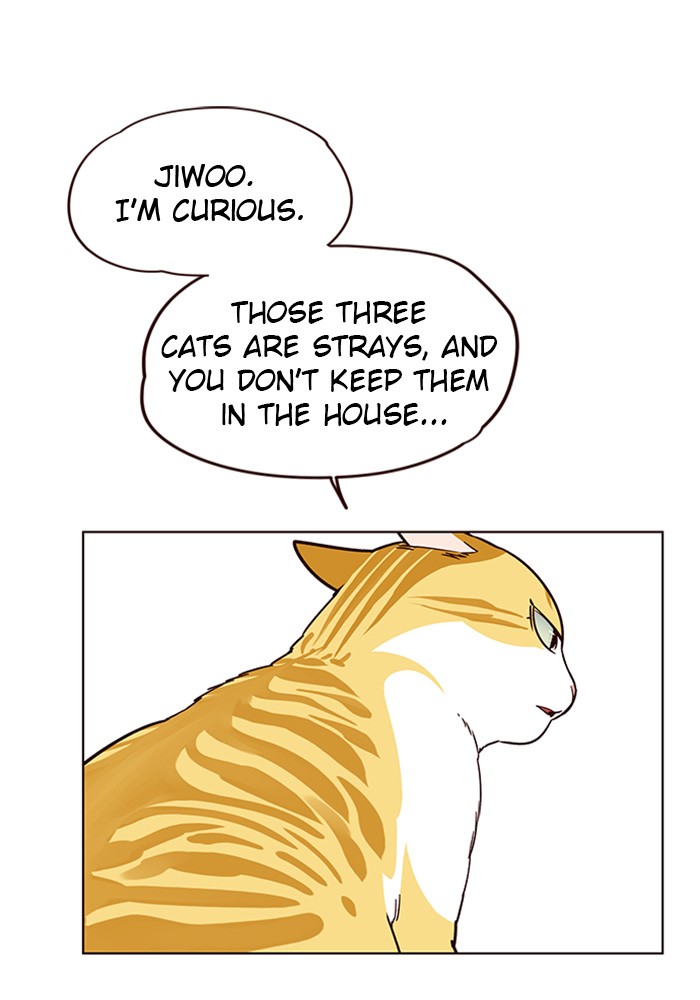 JIWOO.
I'M CURIOUS.
THOSE THREE
CATS ARE STRAYS, AND
YOU DON'T KEEP THEM
IN THE HOUSE...